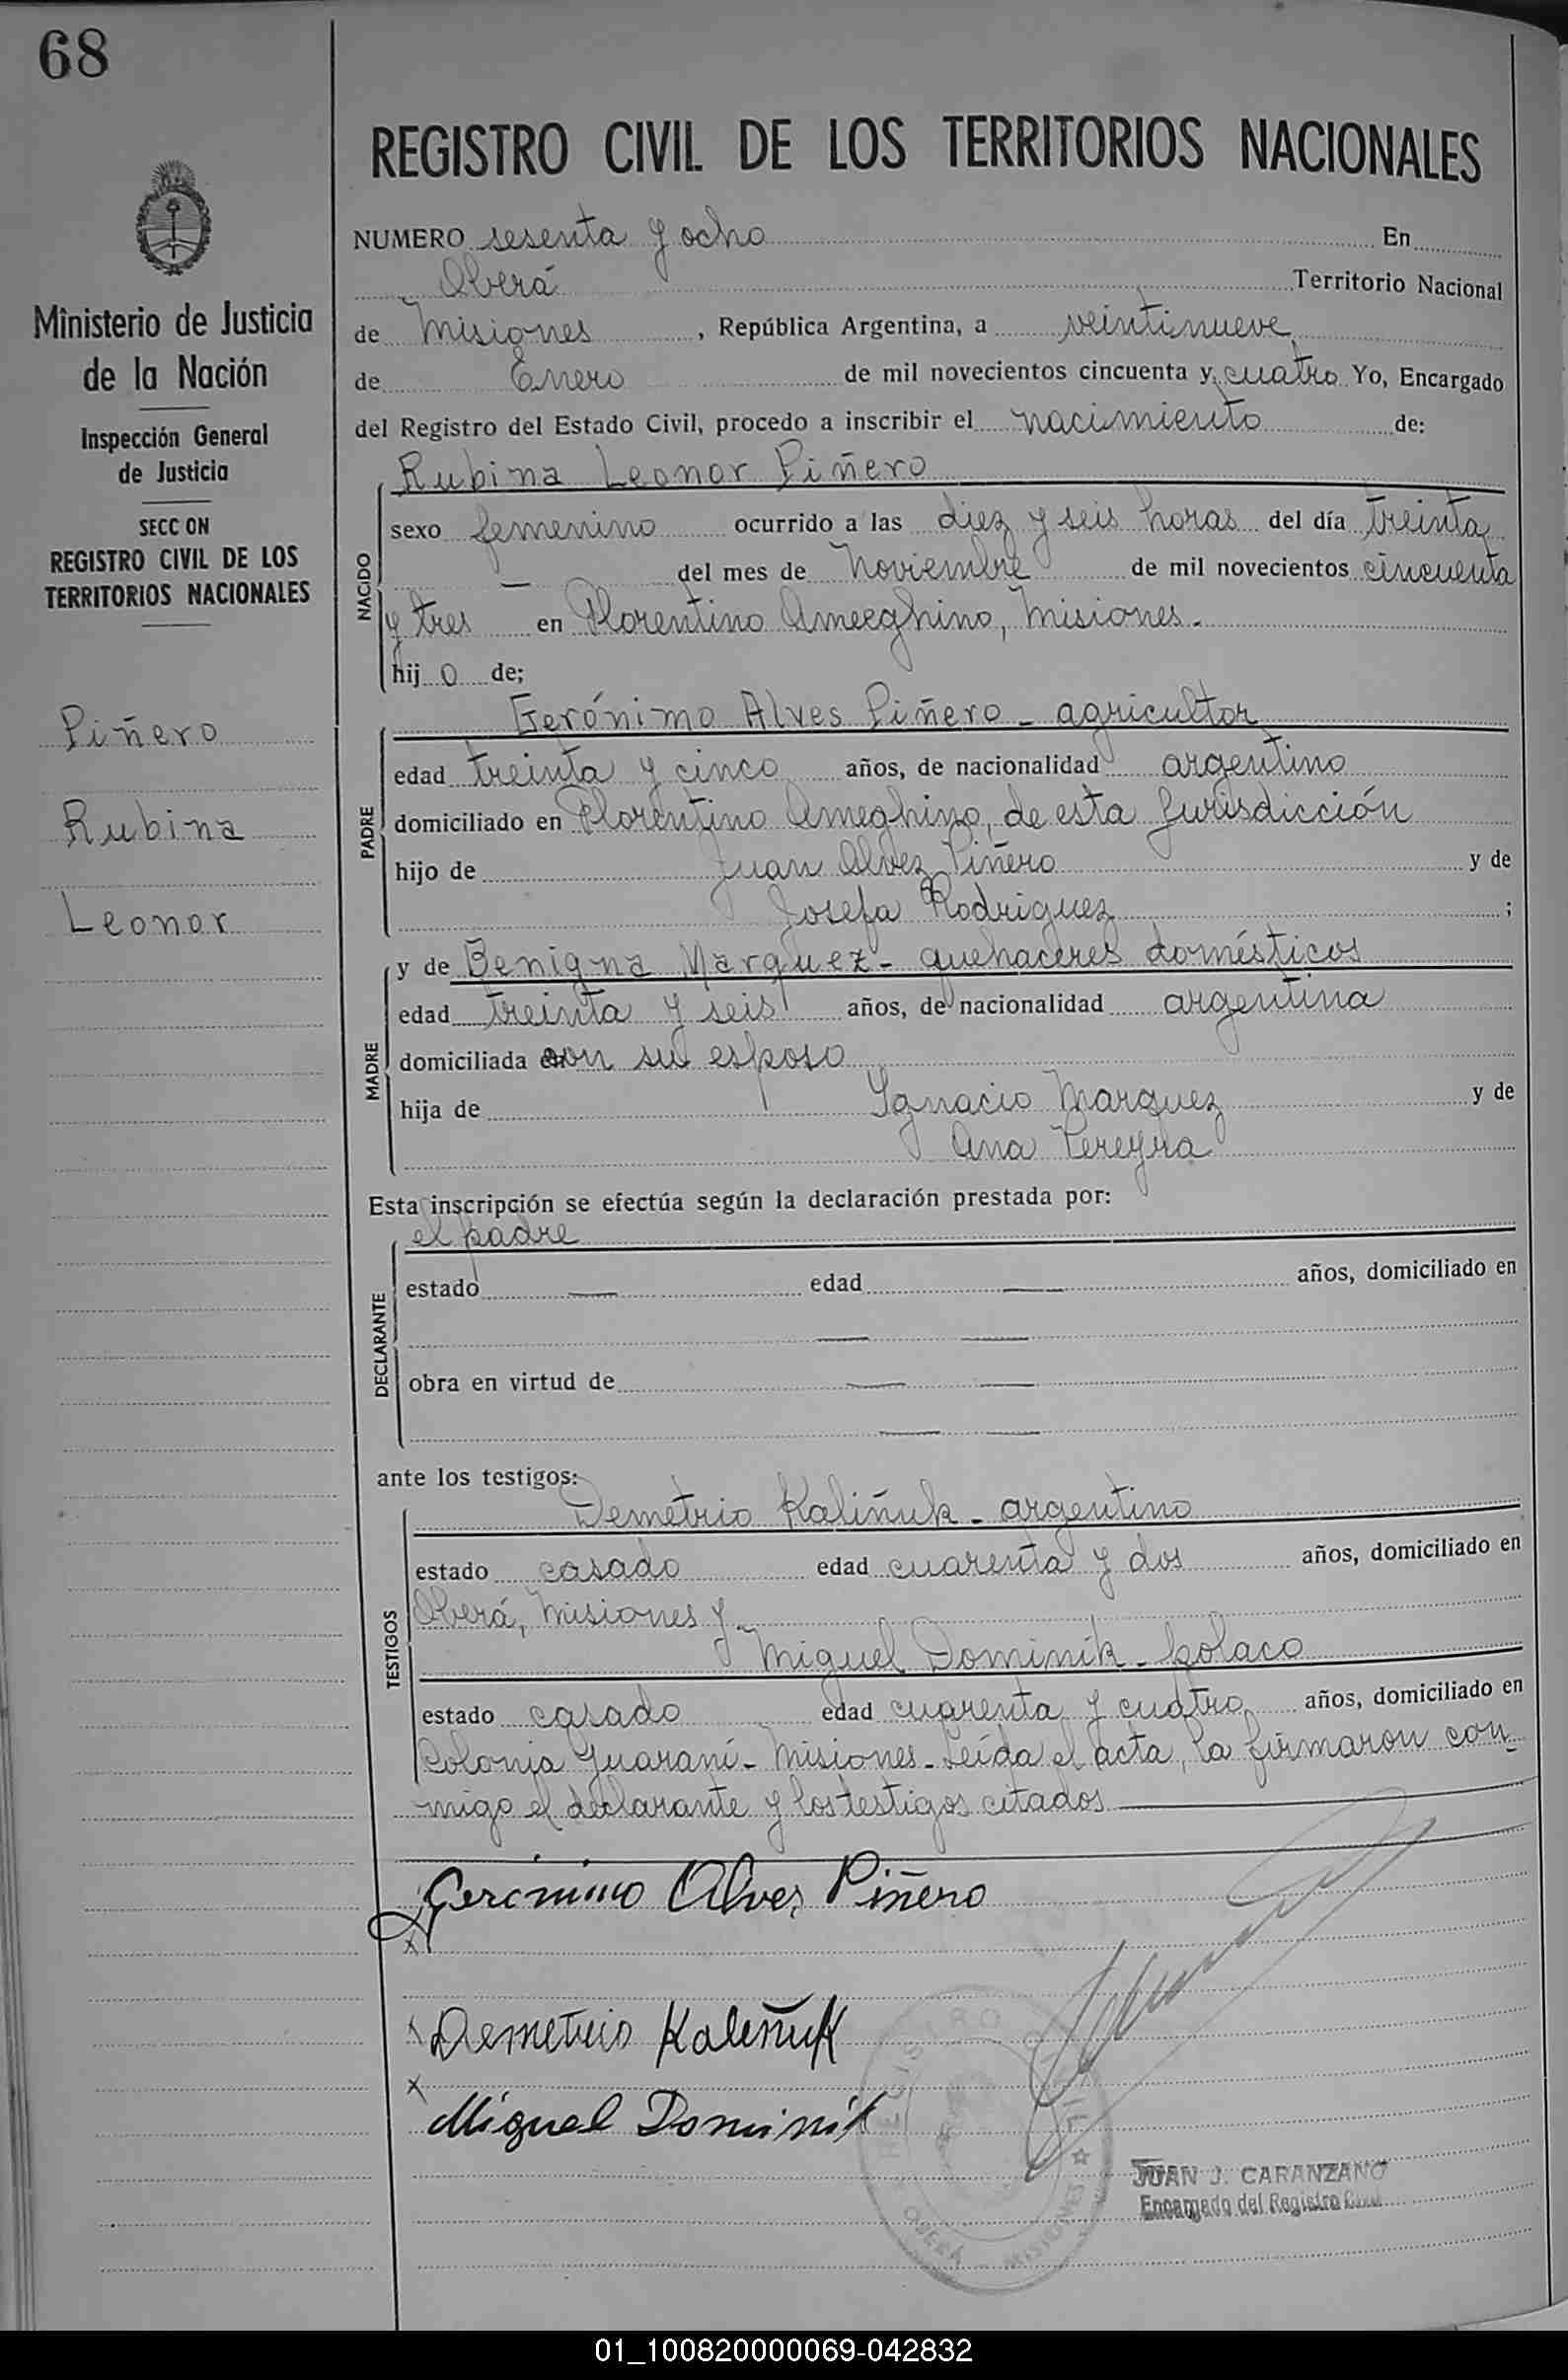 68
Ministerio de Justicia
de la Nación
Inspección General
de Justicia
SECC ON
REGISTRO CIVIL DE LOS
TERRITORIOS NACIONALES
Piñero
Rubina
Leonor
REGISTRO CIVIL DE LOS TERRITORIOS NACIONALES
NUMERO sesenta y ocho En
Oberá Territorio Nacional
de Misiones , República Argentina, a veintinueve
de Enero de mil novecientos cincuenta y cuatro Yo, Encargado
del Registro del Estado Civil, procedo a inscribir el nacimiento de:
Rubina Leonor Piñero
NACIDO
sexo femenino ocurrido a las diez y seis horas del día treinta
— del mes de Noviembre de mil novecientos cincuenta
y tres en Florentino Ameeghino, Misiones.
hij o de;
Gerónimo Alves Piñero - agricultor
PADRE
edad treinta y cinco años, de nacionalidad argentino
domiciliado en Florentino Ameghino, de esta jurisdicción
hijo de Juan Alvez Piñero y de
Josefa Rodriguez ;
y de Benigna Marquez - quehaceres domésticos
MADRE
edad treinta y seis años, de nacionalidad argentina
domiciliada con su esposo
hija de Ignacio Marquez y de
Ana Pereyra
Esta inscripción se efectúa según la declaración prestada por:
el padre
DECLARANTE
estado — edad — años, domiciliado en
— —
obra en virtud de — —
— —
ante los testigos:
Demetrio Kaliñuk - argentino
TESTIGOS
estado casado edad cuarenta y dos años, domiciliado en
Oberá, Misiones y
Miguel Dominik - polaco
estado casado edad cuarenta y cuatro años, domiciliado en
Colonia Guaraní - Misiones - Leída el acta, la firmaron con-
migo el declarante y los testigos citados
Gerónimo Alves Piñero
x
x Demetrio Kaliñuk
x
Miguel Dominik
REGISTRO CIVIL
OBERÁ - MISIONES
JUAN J. CARANZANO
Encargado del Registro Civil
01_100820000069-042832